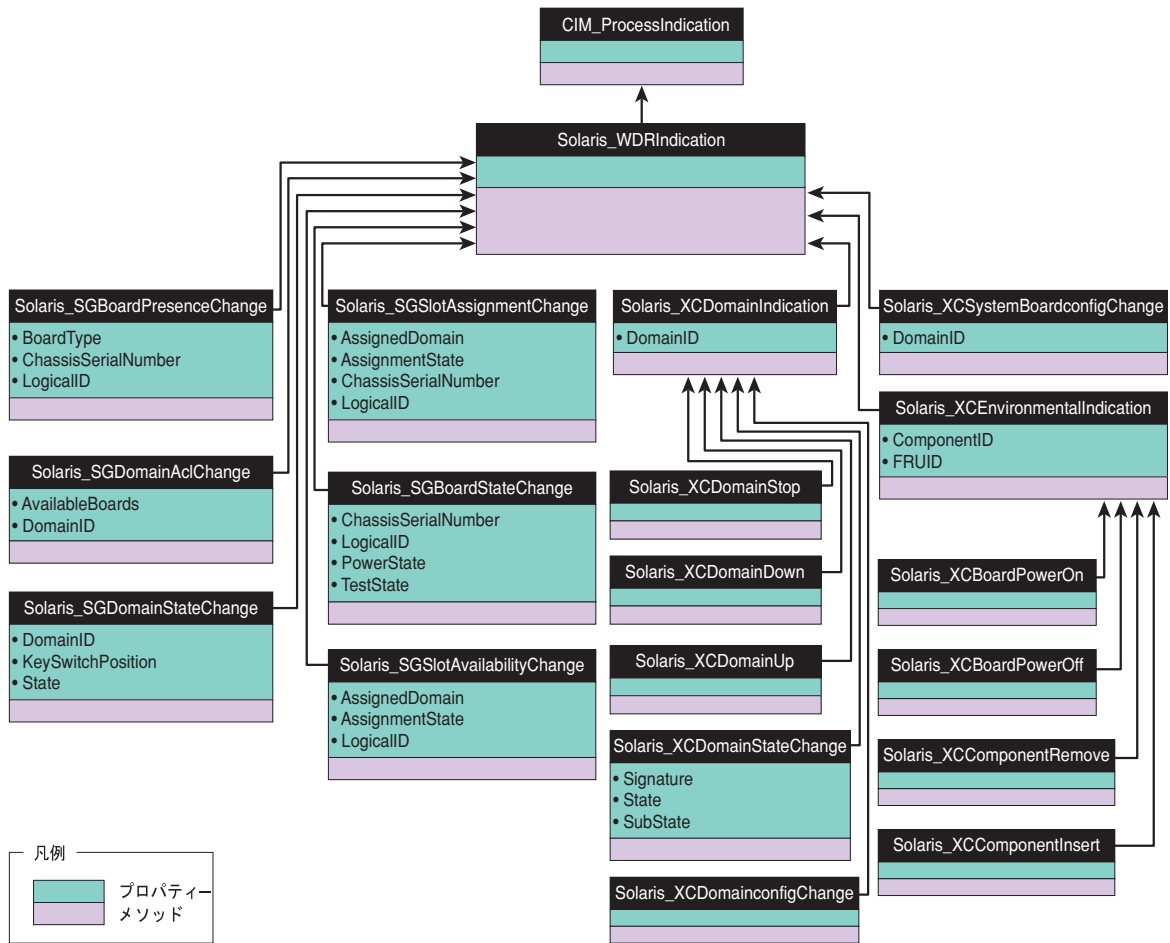 CIM_ProcessIndication
Solaris_WDRIndication
Solaris_SGBoardPresenceChange
• BoardType
• ChassisSerialNumber
• LogicalID
Solaris_SGDomainAclChange
• AvailableBoards
• DomainID
Solaris_SGDomainStateChange
• DomainID
• KeySwitchPosition
• State
Solaris_SGSlotAssignmentChange
• AssignedDomain
• AssignmentState
• ChassisSerialNumber
• LogicalID
Solaris_SGBoardStateChange
• ChassisSerialNumber
• LogicalID
• PowerState
• TestState
Solaris_SGSlotAvailabilityChange
• AssignedDomain
• AssignmentState
• LogicalID
Solaris_XCDomainIndication
• DomainID
Solaris_XCDomainStop
Solaris_XCDomainDown
Solaris_XCDomainUp
Solaris_XCDomainStateChange
• Signature
• State
• SubState
Solaris_XCDomainconfigChange
Solaris_XCSystemBoardconfigChange
• DomainID
Solaris_XCEnvironmentalIndication
• ComponentID
• FRUID
Solaris_XCBoardPowerOn
Solaris_XCBoardPowerOff
Solaris_XCComponentRemove
Solaris_XCComponentInsert
凡例
プロパティー
メソッド